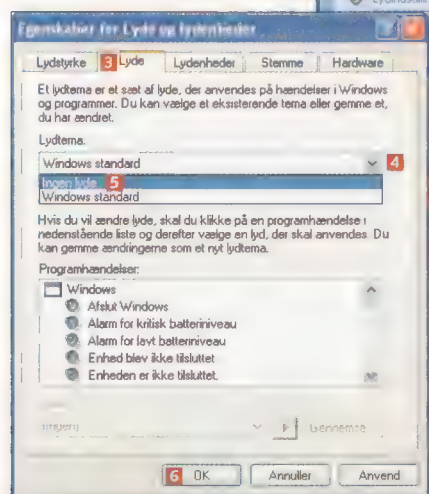 Egenskaber for Lyde og lydenheder
Lydstyrke 3 Lyde Lydenheder Stemme Hardware
Et lydtema er et sæt af lyde, der anvendes på hændelser i Windows
og programmer. Du kan vælge et eksisterende tema eller gemme et,
du har ændret.
Lydtema:
Windows standard 4
Ingen lyde 5
Windows standard
Hvis du vil ændre lyde, skal du klikke på en programhændelse i
nedenstående liste og derefter vælge en lyd, der skal anvendes. Du
kan gemme ændringerne som et nyt lydtema.
Programhændelser:
Windows
Afslut Windows
Alarm for kritisk batteriniveau
Alarm for lavt batteriniveau
Enhed blev ikke tilsluttet
Enheden er ikke tilsluttet.
6 OK Annuller Anvend